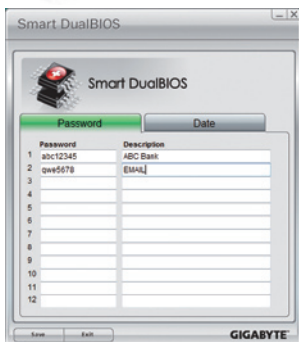 Smart DualBIOS
Smart DualBIOS
Password Date
Password Description
1 abc12345 ABC Bank
2 qwe5678 EMAIL
3
4
5
6
7
8
9
10
11
12
Save Exit GIGABYTE